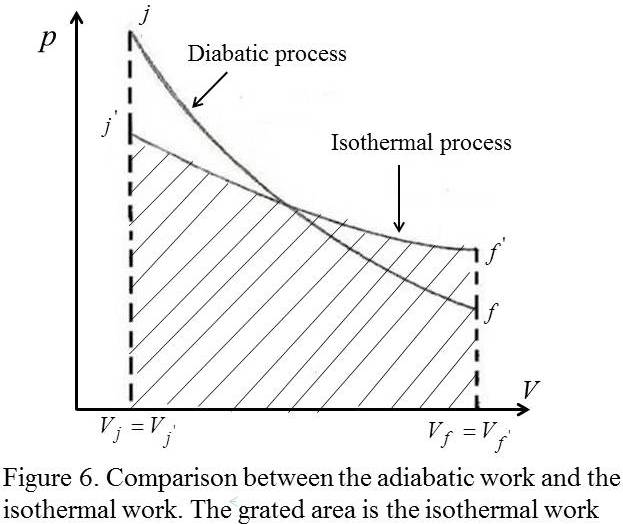 j
p
Diabatic process
j'
Isothermal process
f'
f
V
V_j = V_j'
V_f = V_f'
Figure 6. Comparison between the adiabatic work and the
isothermal work. The grated area is the isothermal work